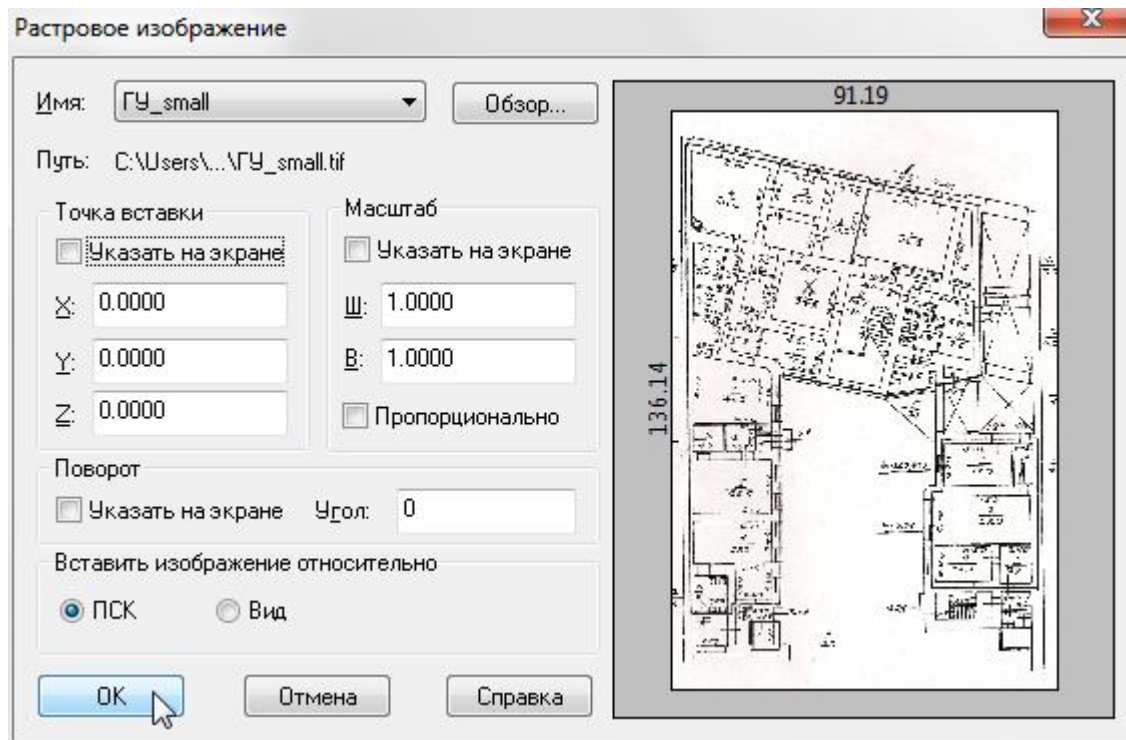 Растровое изображение
Имя: ГУ_small Обзор...
Путь: C:\Users\...\ГУ_small.tif
Точка вставки
Указать на экране
X: 0.0000
Y: 0.0000
Z: 0.0000
Масштаб
Указать на экране
Ш: 1.0000
В: 1.0000
Пропорционально
Поворот
Указать на экране Угол: 0
Вставить изображение относительно
ПСК Вид
ОК Отмена Справка
91.19
136.14